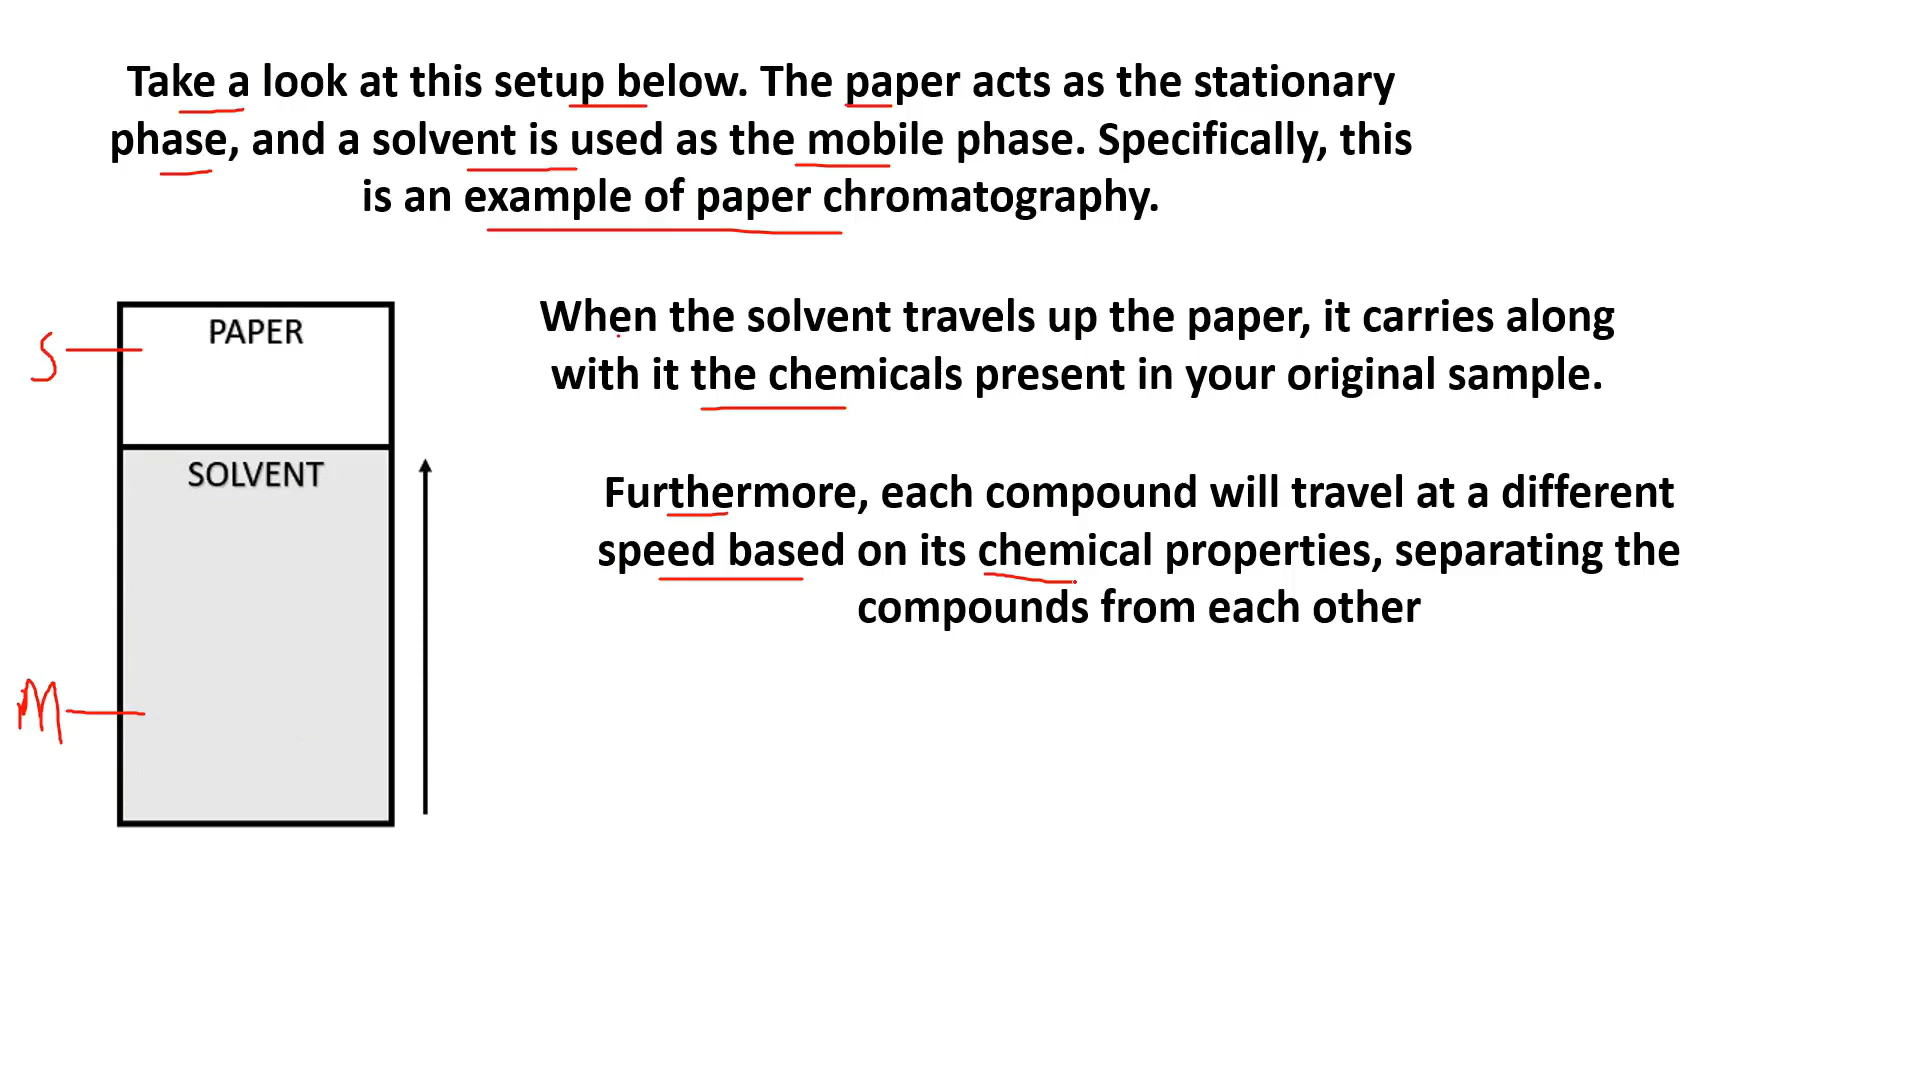 Take a look at this setup below. The paper acts as the stationary
phase, and a solvent is used as the mobile phase. Specifically, this
is an example of paper chromatography.
S
PAPER
When the solvent travels up the paper, it carries along
with it the chemicals present in your original sample.
SOLVENT
Furthermore, each compound will travel at a different
speed based on its chemical properties, separating the
compounds from each other
M